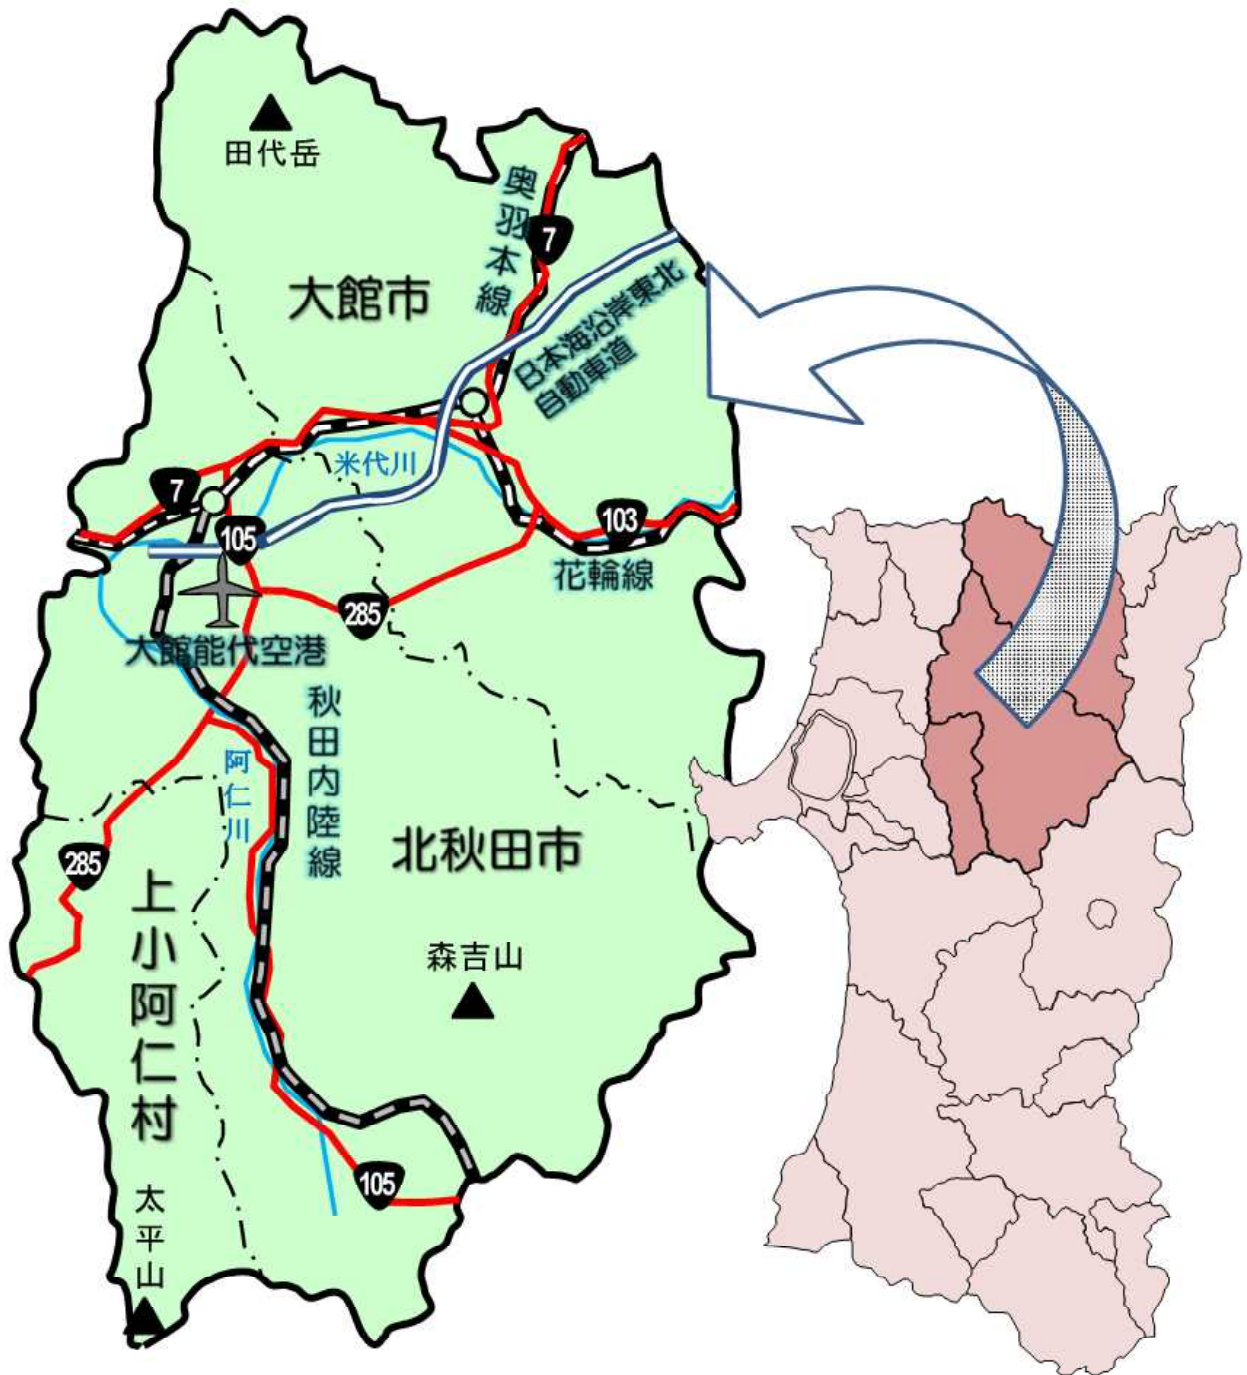 田代岳
奥羽本線
7
大館市
日本海沿岸東北
自動車道
米代川
7
105
103
花輪線
285
大館能代空港
秋田内陸線
阿仁川
北秋田市
285
上小阿仁村
森吉山
105
太平山